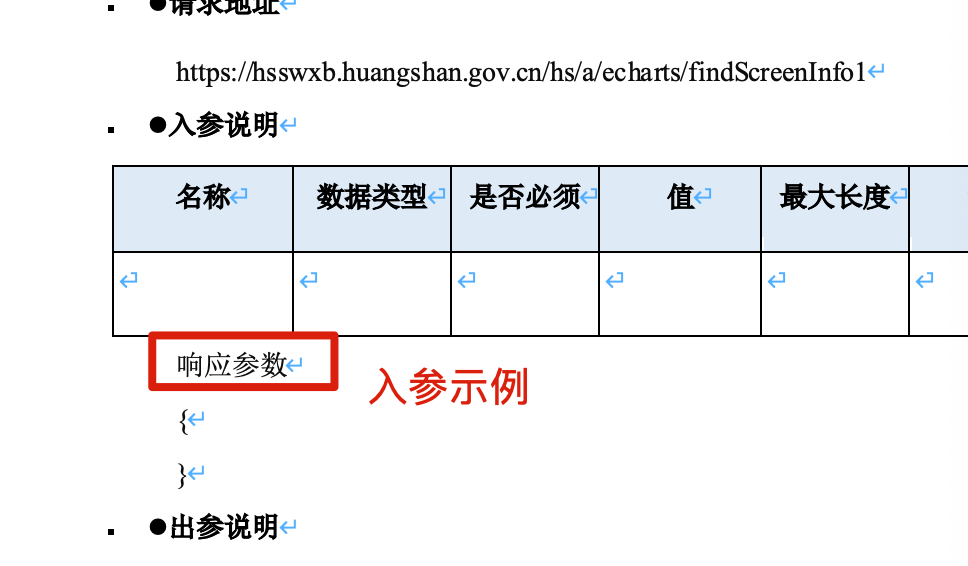 ●请求地址
https://hsswxb.huangshan.gov.cn/hs/a/echarts/findScreenInfo1
●入参说明
名称 数据类型 是否必须 值 最大长度
响应参数
入参示例
{
}
●出参说明